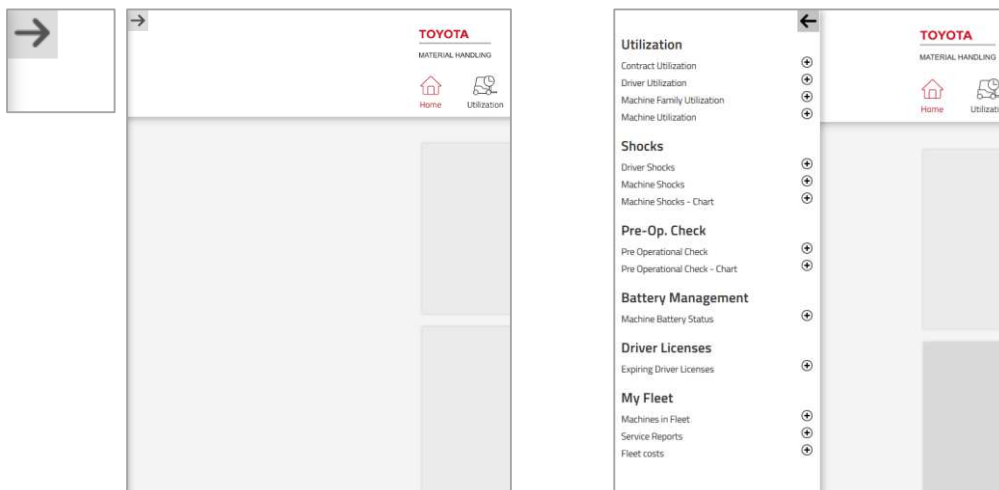 TOYOTA
MATERIAL HANDLING
Home Utilization
Utilization
Contract Utilization
Driver Utilization
Machine Family Utilization
Machine Utilization
Shocks
Driver Shocks
Machine Shocks
Machine Shocks - Chart
Pre-Op. Check
Pre Operational Check
Pre Operational Check - Chart
Battery Management
Machine Battery Status
Driver Licenses
Expiring Driver Licenses
My Fleet
Machines in Fleet
Service Reports
Fleet costs
TOYOTA
MATERIAL HANDLING
Home Utilizati